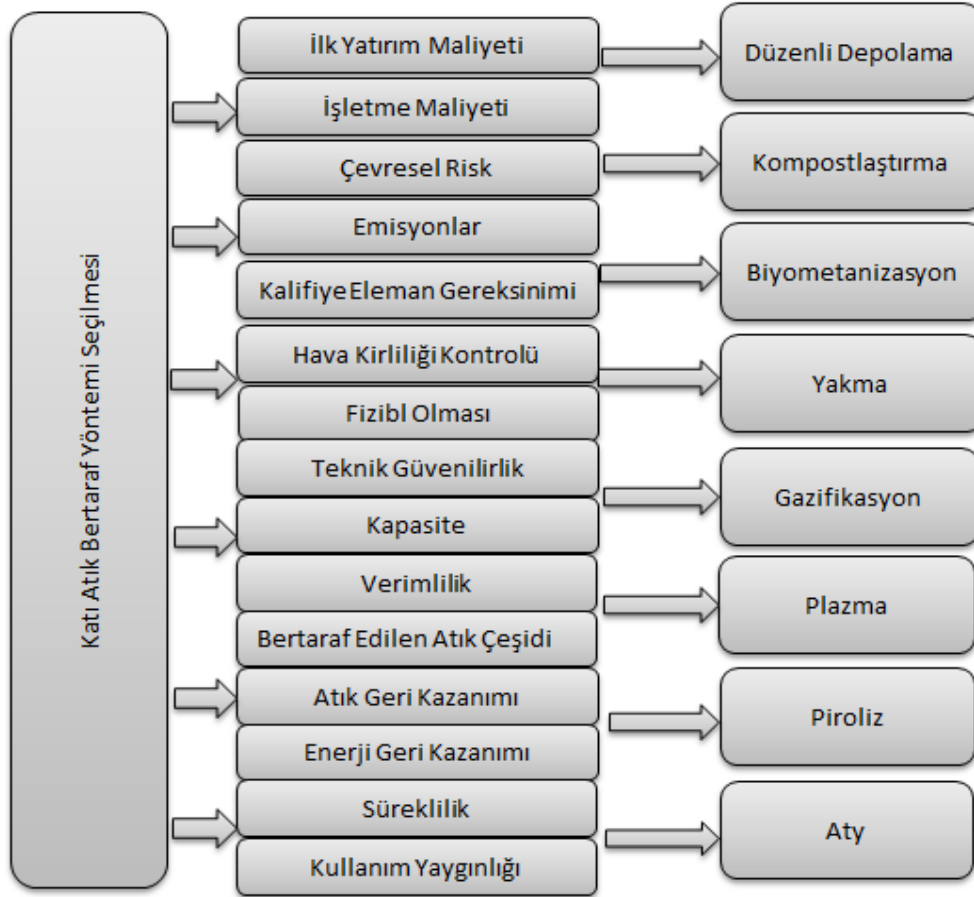 Katı Atık Bertaraf Yöntemi Seçilmesi
İlk Yatırım Maliyeti
İşletme Maliyeti
Çevresel Risk
Emisyonlar
Kalifiye Eleman Gereksinimi
Hava Kirliliği Kontrolü
Fizibl Olması
Teknik Güvenilirlik
Kapasite
Verimlilik
Bertaraf Edilen Atık Çeşidi
Atık Geri Kazanımı
Enerji Geri Kazanımı
Süreklilik
Kullanım Yaygınlığı
Düzenli Depolama
Kompostlaştırma
Biyometanizasyon
Yakma
Gazifikasyon
Plazma
Piroliz
Aty